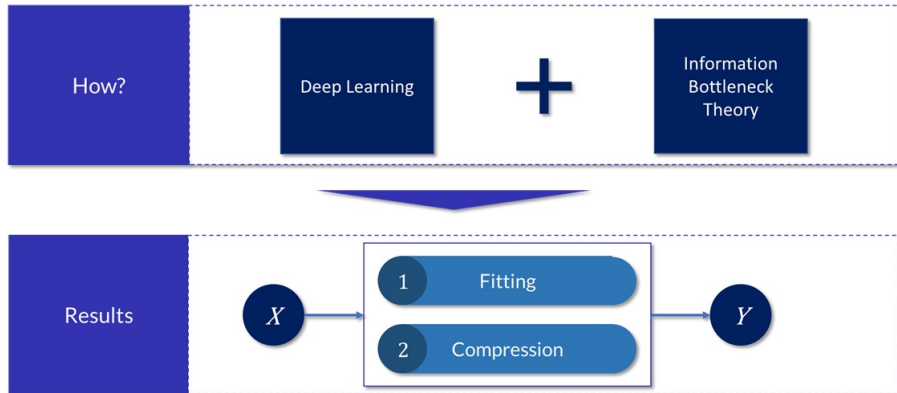 How?
Deep Learning
+
Information
Bottleneck
Theory
Results
X
1 Fitting
2 Compression
Y